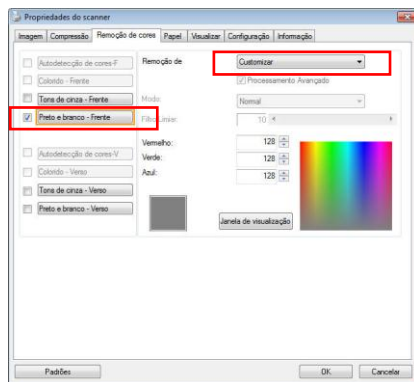 Propriedades do scanner
Imagem Compressão Remoção de cores Papel Visualizar Configuração Informação
Autodetecção de cores-F
Colorido - Frente
Tons de cinza - Frente
Preto e branco - Frente
Autodetecção de cores-V
Colorido - Verso
Tons de cinza - Verso
Preto e branco - Verso
Remoção de Customizar
Processamento Avançado
Modo: Normal
Filtro Limiar: 10
Vermelho: 128
Verde: 128
Azul: 128
Janela de visualização
Padrões OK Cancelar